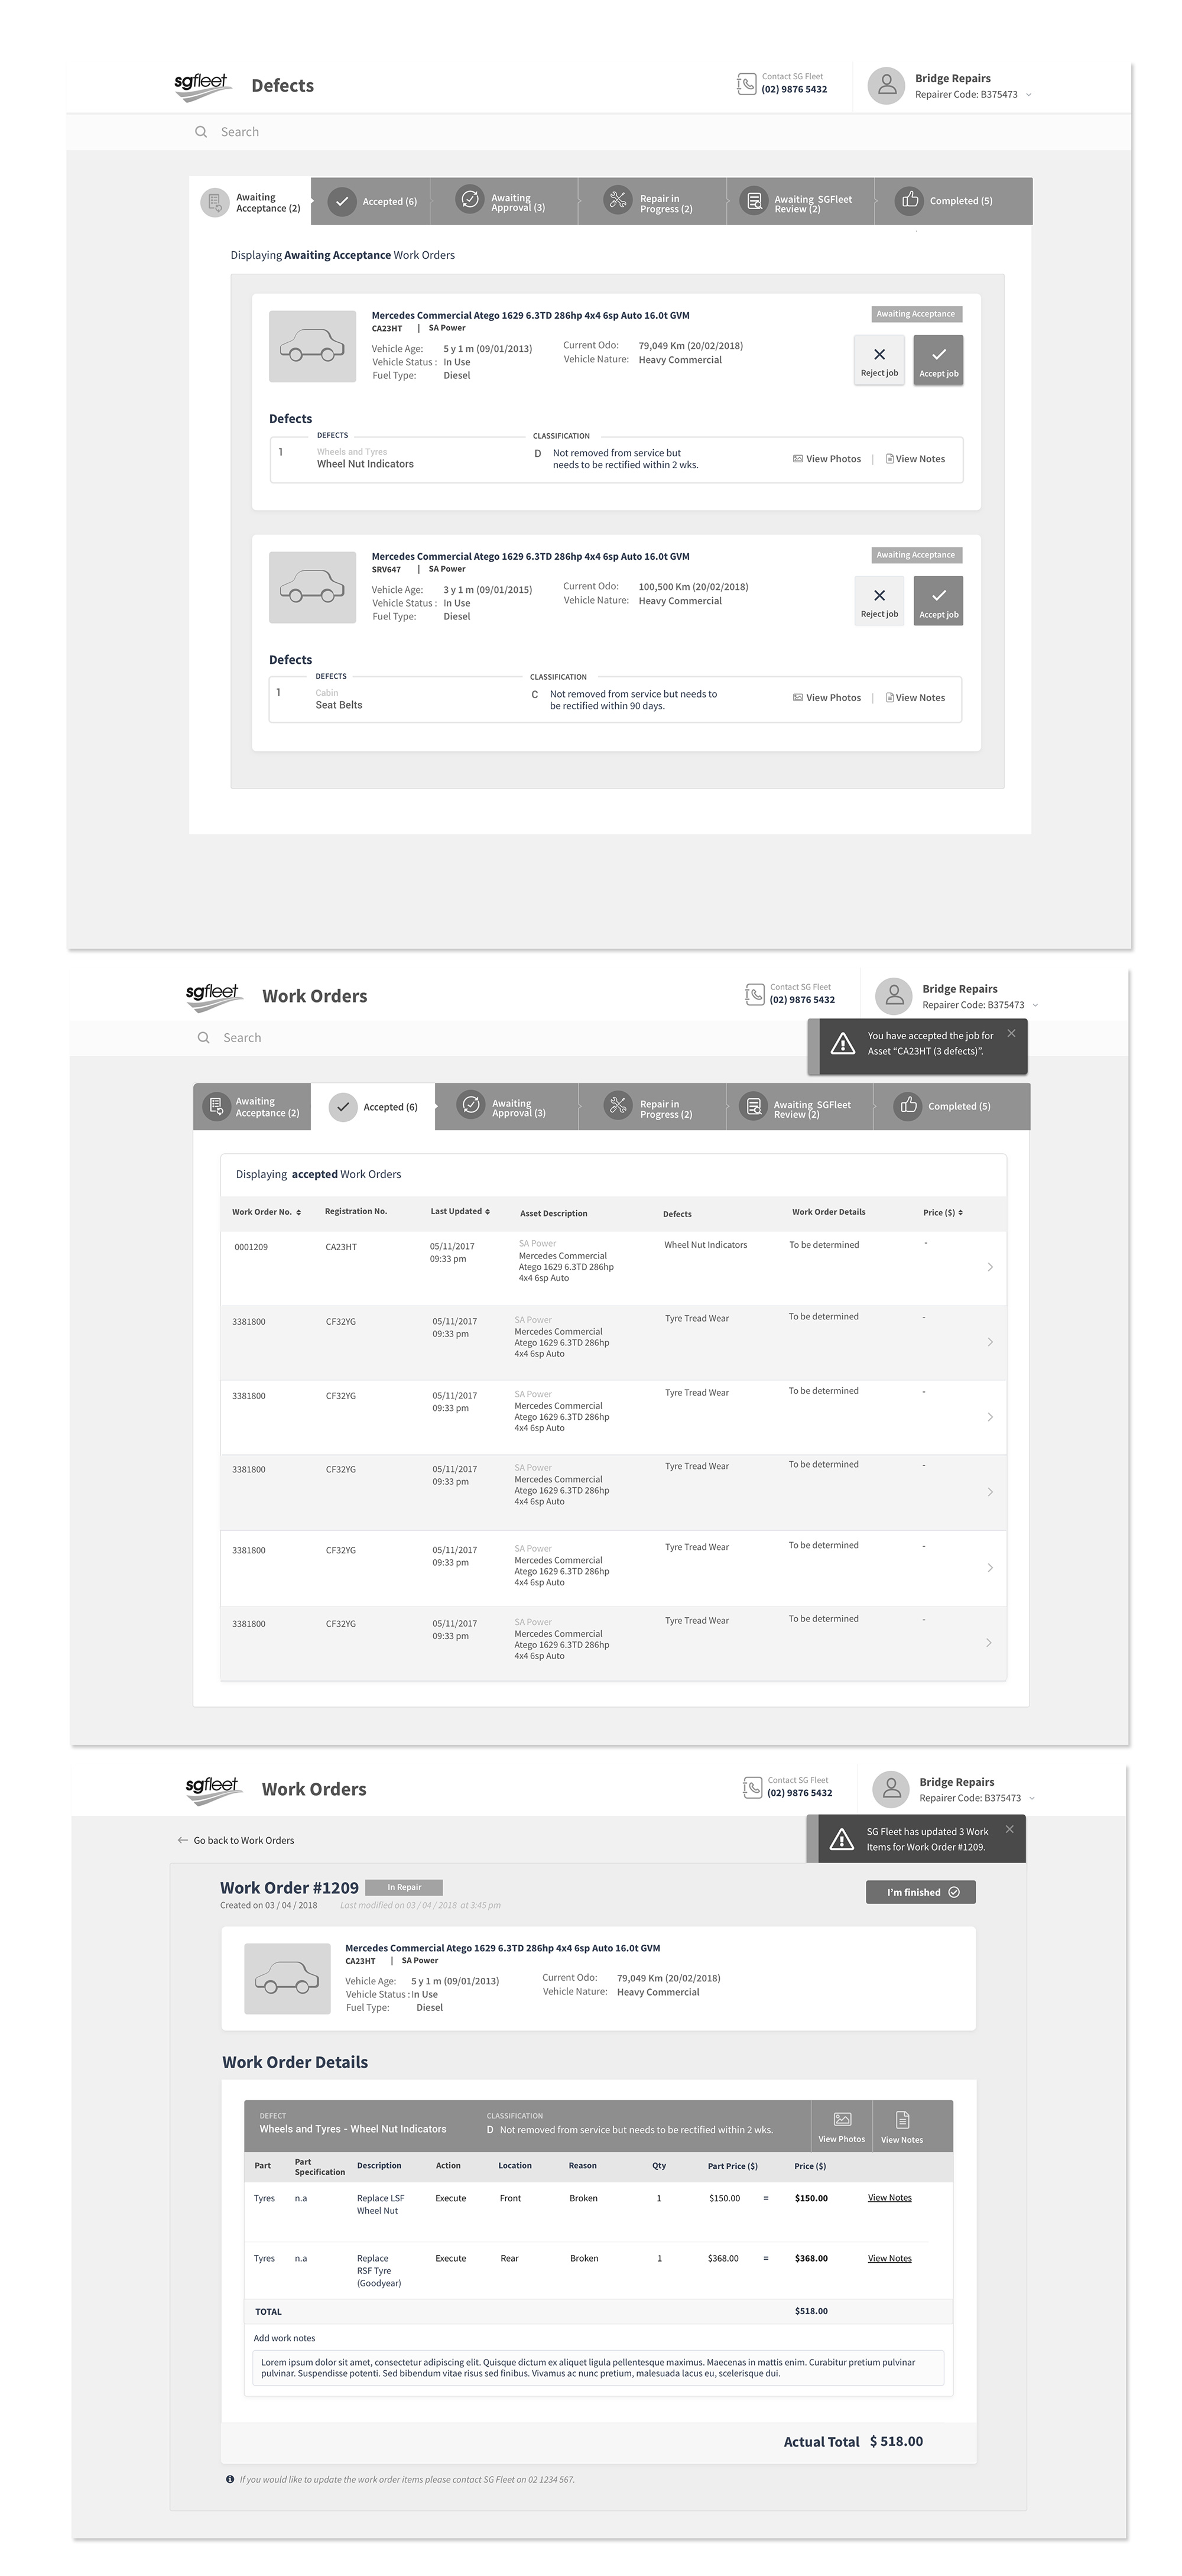 sgfleet
Defects
Contact SG Fleet
(02) 9876 5432
Bridge Repairs
Repairer Code: B375473
Search
Awaiting
Acceptance (2)
Accepted (6)
Awaiting
Approval (3)
Repair in
Progress (2)
Awaiting SGFleet
Review (2)
Completed (5)
Displaying Awaiting Acceptance Work Orders
Mercedes Commercial Atego 1629 6.3TD 286hp 4x4 6sp Auto 16.0t GVM
CA23HT | SA Power
Awaiting Acceptance
Vehicle Age: 5 y 1 m (09/01/2013)
Vehicle Status : In Use
Fuel Type: Diesel
Current Odo: 79,049 Km (20/02/2018)
Vehicle Nature: Heavy Commercial
Reject job
Accept job
Defects
DEFECTS CLASSIFICATION
1 Wheels and Tyres
Wheel Nut Indicators
D Not removed from service but
needs to be rectified within 2 wks.
View Photos | View Notes
Mercedes Commercial Atego 1629 6.3TD 286hp 4x4 6sp Auto 16.0t GVM
SRV647 | SA Power
Awaiting Acceptance
Vehicle Age: 3 y 1 m (09/01/2015)
Vehicle Status : In Use
Fuel Type: Diesel
Current Odo: 100,500 Km (20/02/2018)
Vehicle Nature: Heavy Commercial
Reject job
Accept job
Defects
DEFECTS CLASSIFICATION
1 Cabin
Seat Belts
C Not removed from service but needs to
be rectified within 90 days.
View Photos | View Notes
sgfleet
Work Orders
Contact SG Fleet
(02) 9876 5432
Bridge Repairs
Repairer Code: B375473
Search
You have accepted the job for
Asset “CA23HT (3 defects)”.
Awaiting
Acceptance (2)
Accepted (6)
Awaiting
Approval (3)
Repair in
Progress (2)
Awaiting SGFleet
Review (2)
Completed (5)
Displaying accepted Work Orders
Work Order No. Registration No. Last Updated Asset Description Defects Work Order Details Price ($)
0001209 CA23HT 05/11/2017
09:33 pm
SA Power
Mercedes Commercial
Atego 1629 6.3TD 286hp
4x4 6sp Auto
Wheel Nut Indicators To be determined -
3381800 CF32YG 05/11/2017
09:33 pm
SA Power
Mercedes Commercial
Atego 1629 6.3TD 286hp
4x4 6sp Auto
Tyre Tread Wear To be determined -
3381800 CF32YG 05/11/2017
09:33 pm
SA Power
Mercedes Commercial
Atego 1629 6.3TD 286hp
4x4 6sp Auto
Tyre Tread Wear To be determined -
3381800 CF32YG 05/11/2017
09:33 pm
SA Power
Mercedes Commercial
Atego 1629 6.3TD 286hp
4x4 6sp Auto
Tyre Tread Wear To be determined -
3381800 CF32YG 05/11/2017
09:33 pm
SA Power
Mercedes Commercial
Atego 1629 6.3TD 286hp
4x4 6sp Auto
Tyre Tread Wear To be determined -
3381800 CF32YG 05/11/2017
09:33 pm
SA Power
Mercedes Commercial
Atego 1629 6.3TD 286hp
4x4 6sp Auto
Tyre Tread Wear To be determined -
sgfleet
Work Orders
Contact SG Fleet
(02) 9876 5432
Bridge Repairs
Repairer Code: B375473
Go back to Work Orders
SG Fleet has updated 3 Work
Items for Work Order #1209.
Work Order #1209 In Repair
Created on 03 / 04 / 2018 Last modified on 03 / 04 / 2018 at 3:45 pm
I’m finished
Mercedes Commercial Atego 1629 6.3TD 286hp 4x4 6sp Auto 16.0t GVM
CA23HT | SA Power
Vehicle Age: 5 y 1 m (09/01/2013)
Vehicle Status : In Use
Fuel Type: Diesel
Current Odo: 79,049 Km (20/02/2018)
Vehicle Nature: Heavy Commercial
Work Order Details
DEFECT
Wheels and Tyres - Wheel Nut Indicators
CLASSIFICATION
D Not removed from service but needs to be rectified within 2 wks.
View Photos
View Notes
Part Part
Specification Description Action Location Reason Qty Part Price ($) Price ($)
Tyres n.a Replace LSF
Wheel Nut
Execute Front Broken 1 $150.00 = $150.00 View Notes
Tyres n.a Replace
RSF Tyre
(Goodyear)
Execute Rear Broken 1 $368.00 = $368.00 View Notes
TOTAL $518.00
Add work notes
Lorem ipsum dolor sit amet, consectetur adipiscing elit. Quisque dictum ex aliquet ligula pellentesque maximus. Maecenas in mattis enim. Curabitur pretium pulvinar
pulvinar. Suspendisse potenti. Sed bibendum vitae risus sed finibus. Vivamus ac nunc pretium, malesuada lacus eu, scelerisque dui.
Actual Total $ 518.00
If you would like to update the work order items please contact SG Fleet on 02 1234 567.